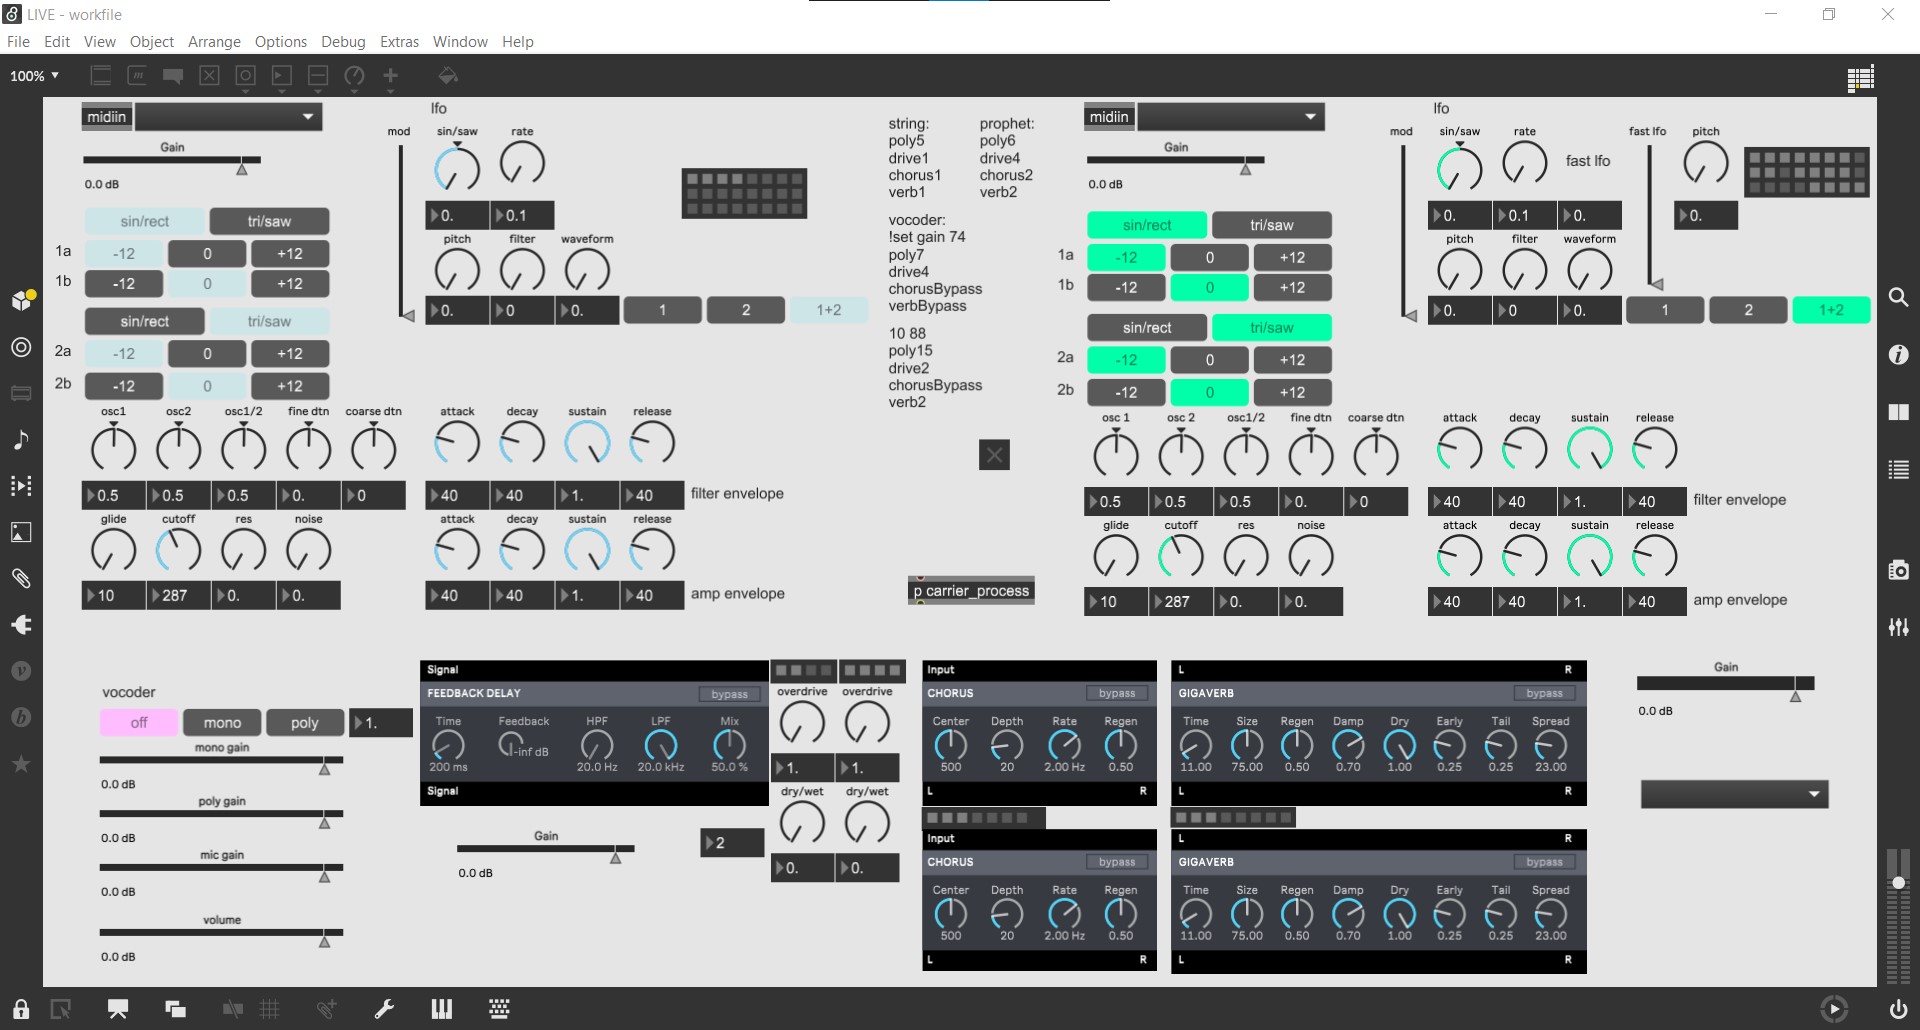 LIVE - workfile
File Edit View Object Arrange Options Debug Extras Window Help
100%
midiin
Gain
0.0 dB
sin/rect tri/saw
1a -12 0 +12
1b -12 0 +12
sin/rect tri/saw
2a -12 0 +12
2b -12 0 +12
osc1 osc2 osc1/2 fine dtn coarse dtn
0.5 0.5 0.5 0. 0
glide cutoff res noise
10 287 0. 0.
mod
lfo
sin/saw rate
0. 0.1
pitch filter waveform
0. 0 0. 1 2 1+2
attack decay sustain release
40 40 1. 40 filter envelope
attack decay sustain release
40 40 1. 40 amp envelope
string:
poly5
drive1
chorus1
verb1
prophet:
poly6
drive4
chorus2
verb2
vocoder:
!set gain 74
poly7
drive4
chorusBypass
verbBypass
10 88
poly15
drive2
chorusBypass
verb2
p carrier_process
midiin
Gain
0.0 dB
sin/rect tri/saw
1a -12 0 +12
1b -12 0 +12
sin/rect tri/saw
2a -12 0 +12
2b -12 0 +12
osc 1 osc 2 osc1/2 fine dtn coarse dtn
0.5 0.5 0.5 0. 0
glide cutoff res noise
10 287 0. 0.
mod
lfo
sin/saw rate fast lfo
0. 0.1 0.
fast lfo pitch
0.
pitch filter waveform
0. 0 0. 1 2 1+2
attack decay sustain release
40 40 1. 40 filter envelope
attack decay sustain release
40 40 1. 40 amp envelope
vocoder
off mono poly 1.
mono gain
0.0 dB
poly gain
0.0 dB
mic gain
0.0 dB
volume
0.0 dB
Signal
FEEDBACK DELAY bypass
Time Feedback HPF LPF Mix
200 ms -inf dB 20.0 Hz 20.0 kHz 50.0 %
Signal
Gain
0.0 dB
2
overdrive overdrive
1. 1.
dry/wet dry/wet
0. 0.
Input
CHORUS bypass
Center Depth Rate Regen
500 20 2.00 Hz 0.50
L R
Input
CHORUS bypass
Center Depth Rate Regen
500 20 2.00 Hz 0.50
L R
L R
GIGAVERB bypass
Time Size Regen Damp Dry Early Tail Spread
11.00 75.00 0.50 0.70 1.00 0.25 0.25 23.00
L R
L R
GIGAVERB bypass
Time Size Regen Damp Dry Early Tail Spread
11.00 75.00 0.50 0.70 1.00 0.25 0.25 23.00
L R
Gain
0.0 dB